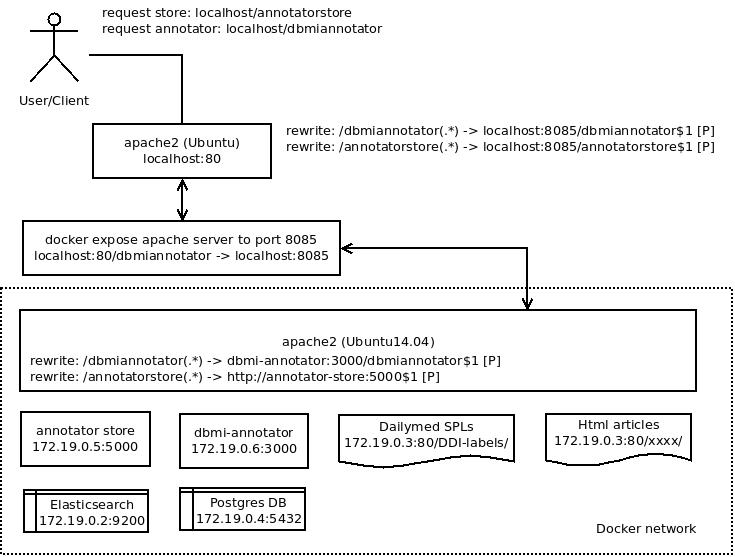 request store: localhost/annotatorstore
request annotator: localhost/dbmiannotator
User/Client
apache2 (Ubuntu)
localhost:80
rewrite: /dbmiannotator(.*) -> localhost:8085/dbmiannotator$1 [P]
rewrite: /annotatorstore(.*) -> localhost:8085/annotatorstore$1 [P]
docker expose apache server to port 8085
localhost:80/dbmiannotator -> localhost:8085
apache2 (Ubuntu14.04)
rewrite: /dbmiannotator(.*) -> dbmi-annotator:3000/dbmiannotator$1 [P]
rewrite: /annotatorstore(.*) -> http://annotator-store:5000$1 [P]
annotator store
172.19.0.5:5000
dbmi-annotator
172.19.0.6:3000
Dailymed SPLs
172.19.0.3:80/DDI-labels/
Html articles
172.19.0.3:80/xxxx/
Elasticsearch
172.19.0.2:9200
Postgres DB
172.19.0.4:5432
Docker network